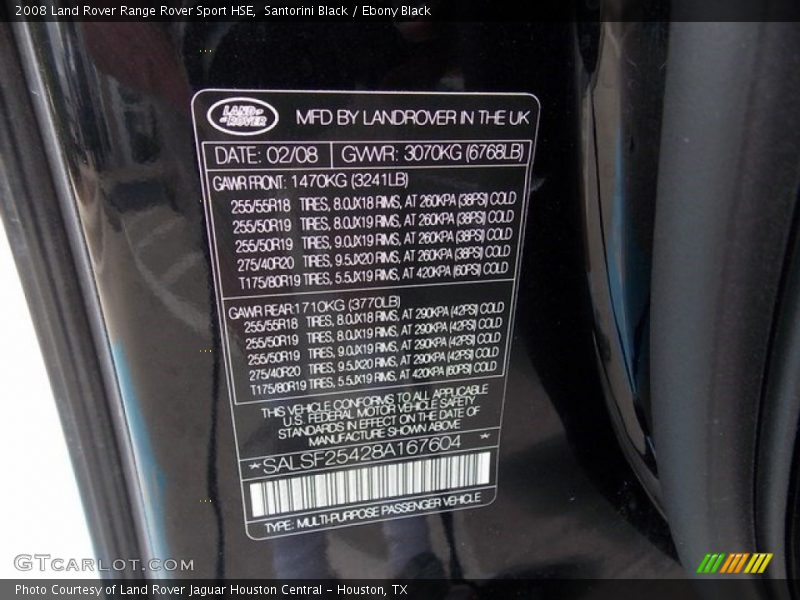 2008 Land Rover Range Rover Sport HSE,  Santorini Black / Ebony Black
LAND-
ROVER
MFD BY LANDROVER IN THE UK
DATE: 02/08 GWWR: 3070KG (6768LB)
GAWR FRONT: 1470KG (3241LB)
255/55R18 TIRES, 8.0JX18 RIMS, AT 260KPA (38PSI) COLD
255/50R19 TIRES, 8.0JX19 RIMS, AT 260KPA (38PSI) COLD
255/50R19 TIRES, 9.0JX19 RIMS, AT 260KPA (38PSI) COLD
275/40R20 TIRES, 9.5JX20 RIMS, AT 260KPA (38PSI) COLD
T175/80R19 TIRES, 5.5JX19 RIMS, AT 420KPA (60PSI) COLD
GAWR REAR: 1710KG (3770LB)
255/55R18 TIRES, 8.0JX18 RIMS, AT 290KPA (42PSI) COLD
255/50R19 TIRES, 8.0JX19 RIMS, AT 290KPA (42PSI) COLD
255/50R19 TIRES, 9.0JX19 RIMS, AT 290KPA (42PSI) COLD
275/40R20 TIRES, 9.5JX20 RIMS, AT 290KPA (42PSI) COLD
T175/80R19 TIRES, 5.5JX19 RIMS, AT 420KPA (60PSI) COLD
THIS VEHICLE CONFORMS TO ALL APPLICABLE
U.S. FEDERAL MOTOR VEHICLE SAFETY
STANDARDS IN EFFECT ON THE DATE OF
MANUFACTURE SHOWN ABOVE
*SALSF25428A167604 *
TYPE: MULTI-PURPOSE PASSENGER VEHICLE
GTCARLOT.COM
Photo Courtesy of Land Rover Jaguar Houston Central - Houston, TX